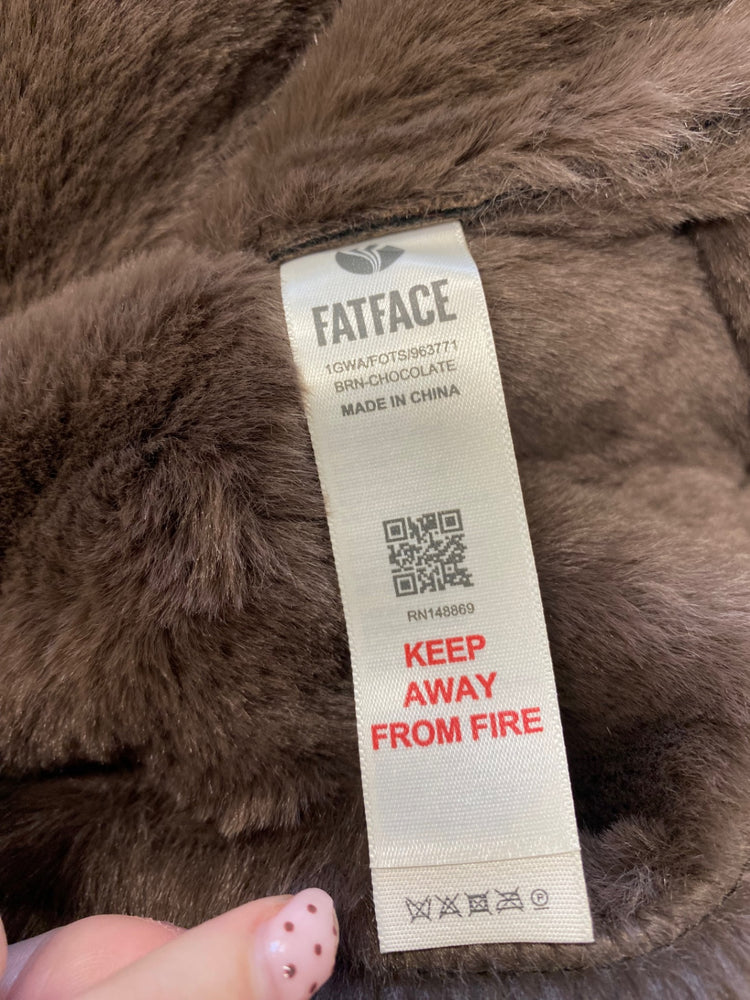 FATFACE
1GWA/FOTS/963771
BRN-CHOCOLATE
MADE IN CHINA
RN148869
KEEP
AWAY
FROM FIRE
P